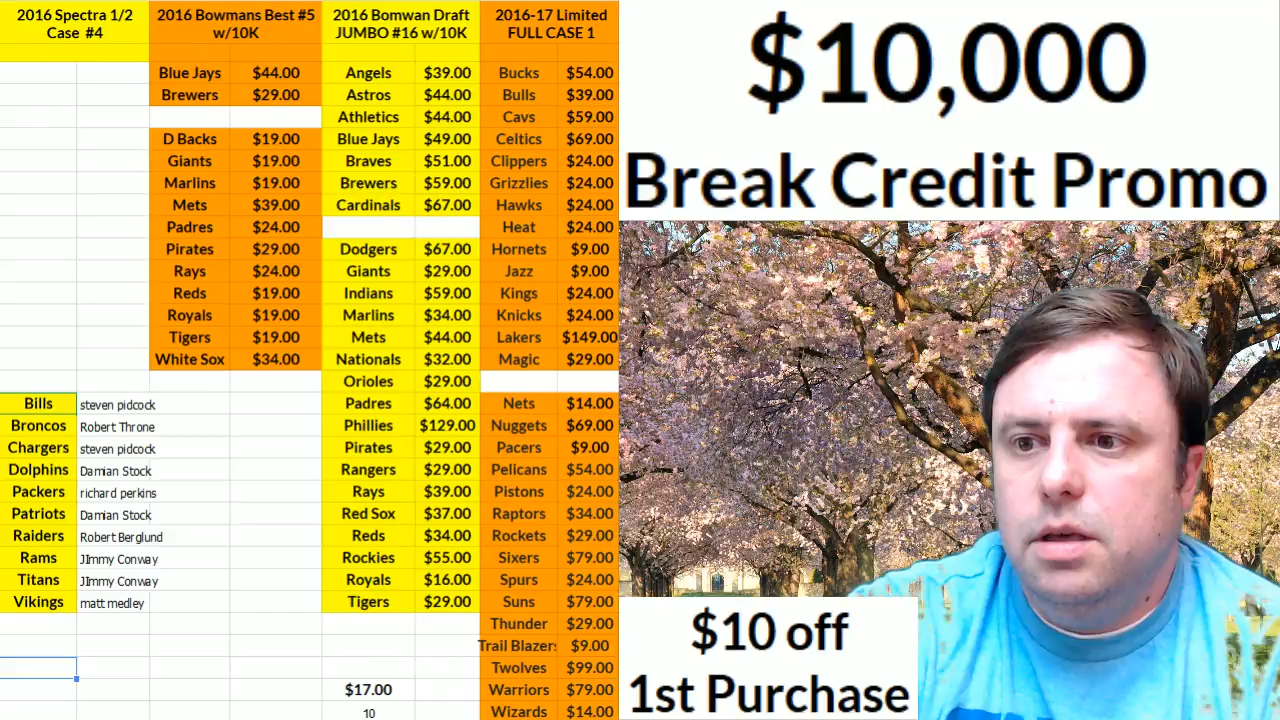 2016 Spectra 1/2
Case #4
2016 Bowmans Best #5
w/10K
2016 Bomwan Draft
JUMBO #16 w/10K
2016-17 Limited
FULL CASE 1
Blue Jays $44.00
Brewers $29.00
D Backs $19.00
Giants $19.00
Marlins $19.00
Mets $39.00
Padres $24.00
Pirates $29.00
Rays $24.00
Reds $19.00
Royals $19.00
Tigers $19.00
White Sox $34.00
Angels $39.00
Astros $44.00
Athletics $44.00
Blue Jays $49.00
Braves $51.00
Brewers $59.00
Cardinals $67.00
Dodgers $67.00
Giants $29.00
Indians $59.00
Marlins $34.00
Mets $44.00
Nationals $32.00
Orioles $29.00
Padres $64.00
Phillies $129.00
Pirates $29.00
Rangers $29.00
Rays $39.00
Red Sox $37.00
Reds $34.00
Rockies $55.00
Royals $16.00
Tigers $29.00
$17.00
10
Bucks $54.00
Bulls $39.00
Cavs $59.00
Celtics $69.00
Clippers $24.00
Grizzlies $24.00
Hawks $24.00
Heat $24.00
Hornets $9.00
Jazz $9.00
Kings $24.00
Knicks $24.00
Lakers $149.00
Magic $29.00
Nets $14.00
Nuggets $69.00
Pacers $9.00
Pelicans $54.00
Pistons $24.00
Raptors $34.00
Rockets $29.00
Sixers $79.00
Spurs $24.00
Suns $79.00
Thunder $29.00
Trail Blazers $9.00
Twolves $99.00
Warriors $79.00
Wizards $14.00
Bills steven pidcock
Broncos Robert Throne
Chargers steven pidcock
Dolphins Damian Stock
Packers richard perkins
Patriots Damian Stock
Raiders Robert Berglund
Rams JImmy Conway
Titans JImmy Conway
Vikings matt medley
$10,000
Break Credit Promo
$10 off
1st Purchase